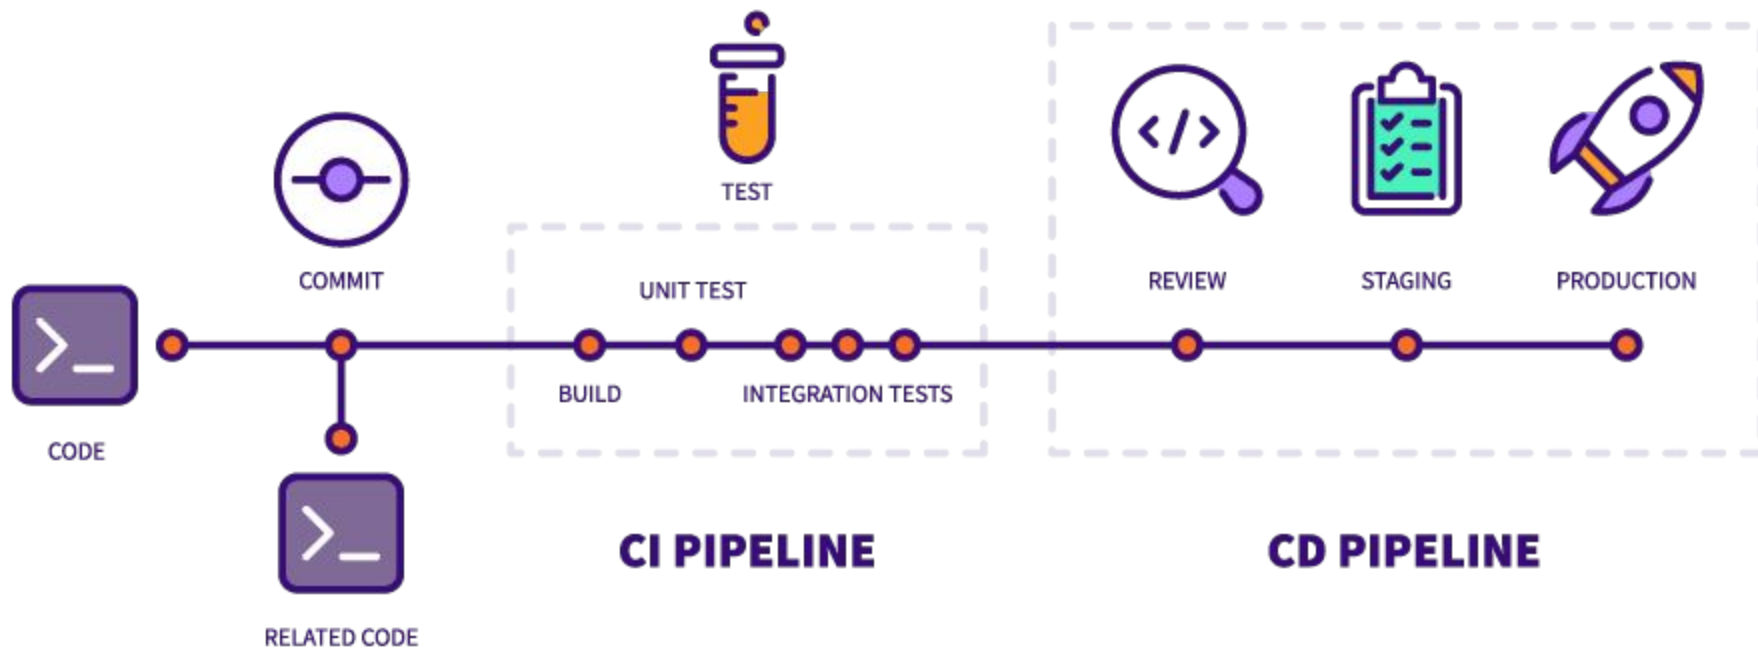 TEST
COMMIT
REVIEW
STAGING
PRODUCTION
UNIT TEST
BUILD
INTEGRATION TESTS
CODE
CI PIPELINE
CD PIPELINE
RELATED CODE